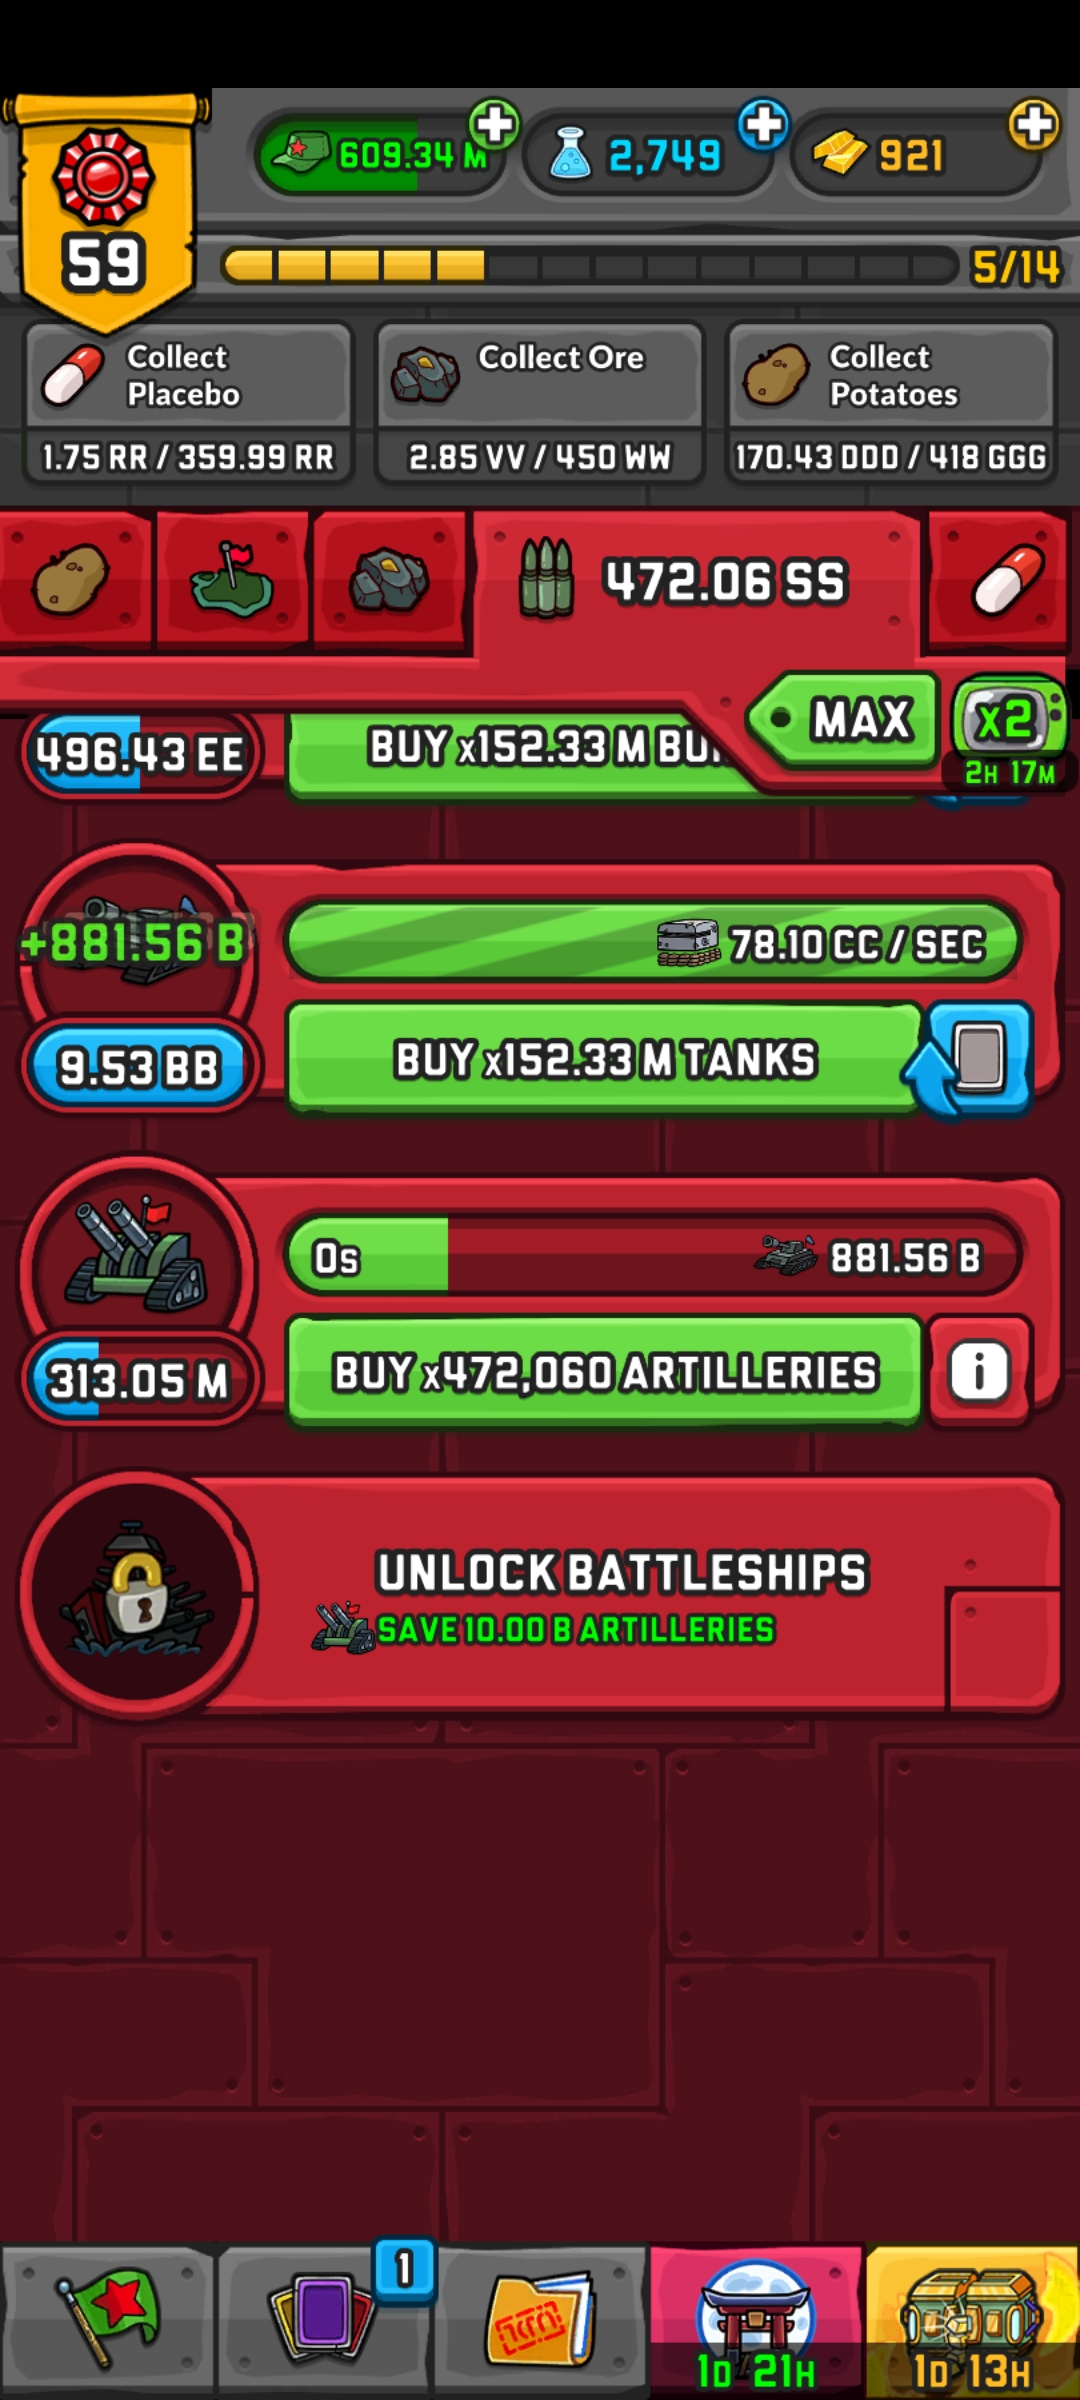 59
609.34 M
2,749
921
5/14
Collect
Placebo
1.75 RR / 359.99 RR
Collect Ore
2.85 VV / 450 WW
Collect
Potatoes
170.43 DDD / 418 GGG
472.06 SS
MAX
x2
2H 17M
496.43 EE
BUY x152.33 M
+881.56 B
78.10 CC / SEC
9.53 BB
BUY x152.33 M TANKS
0s
881.56 B
313.05 M
BUY x472,060 ARTILLERIES
i
UNLOCK BATTLESHIPS
SAVE 10.00 B ARTILLERIES
1
1D 21H
1D 13H